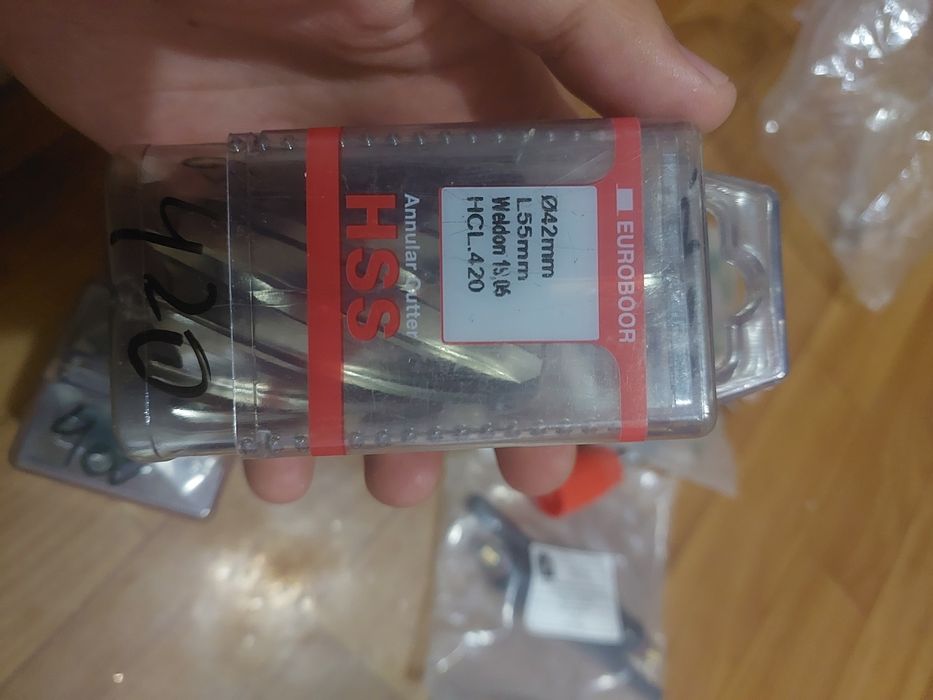 EUROBOOR
Ø42mm
L55mm
Weldon 19,05
HCL.420
Annular Cutter
HSS
420